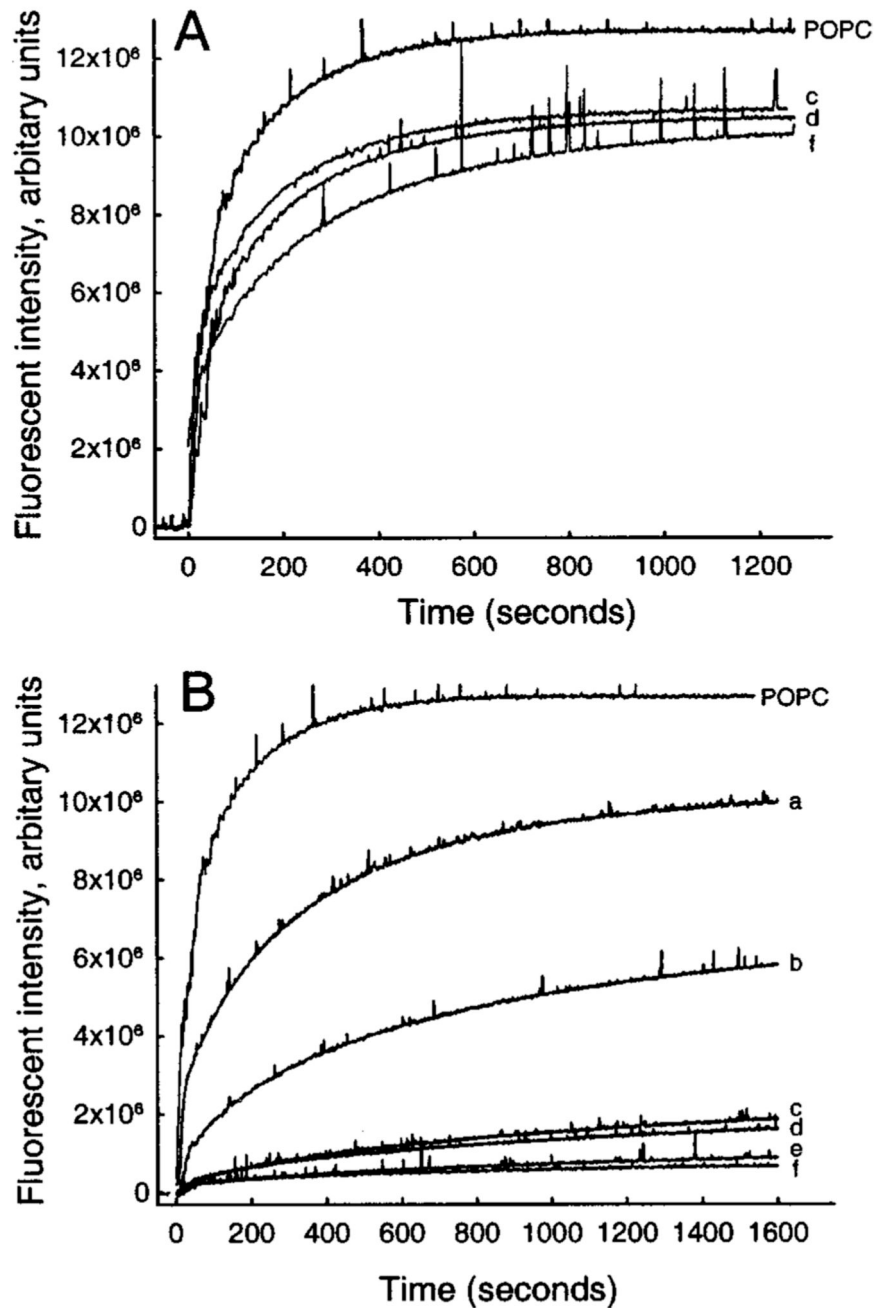 A
Fluorescent intensity, arbitary units
12x10⁶
10x10⁶
8x10⁶
6x10⁶
4x10⁶
2x10⁶
0
POPC
c
d
f
0 200 400 600 800 1000 1200
Time (seconds)
B
Fluorescent intensity, arbitary units
12x10⁶
10x10⁶
8x10⁶
6x10⁶
4x10⁶
2x10⁶
0
POPC
a
b
c
d
e
f
0 200 400 600 800 1000 1200 1400 1600
Time (seconds)